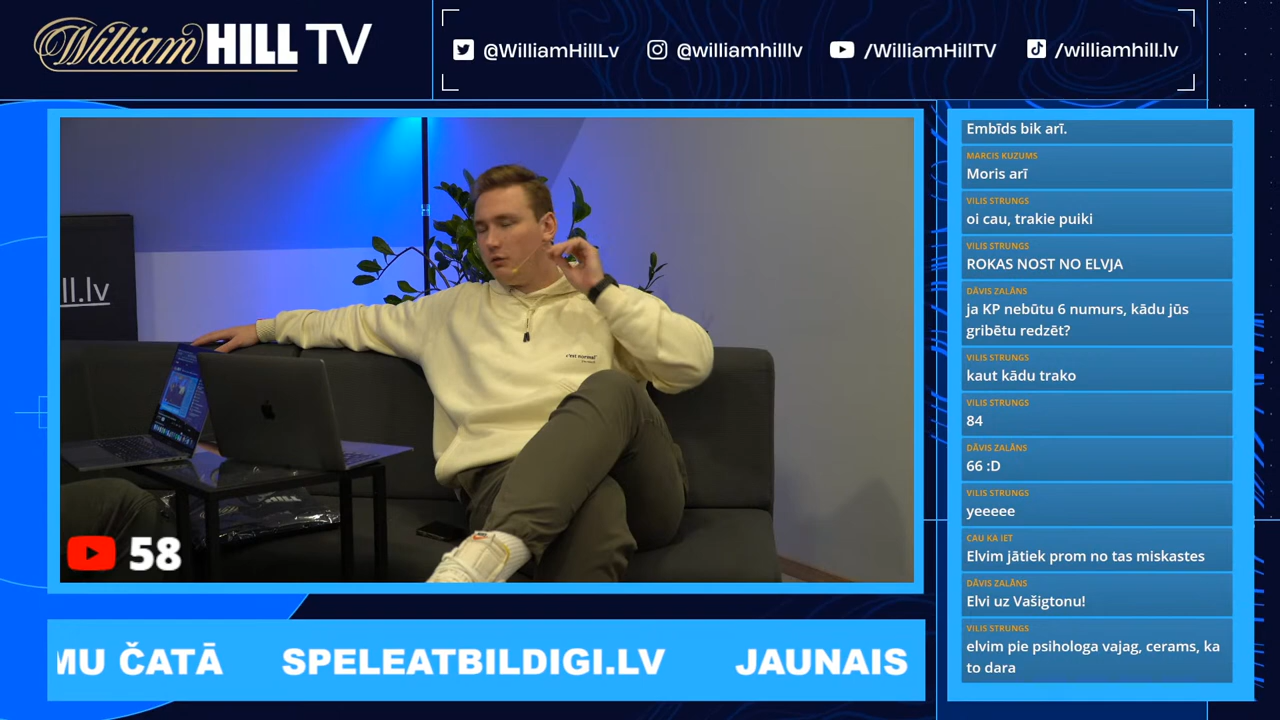 William HILL TV
@WilliamHillLv
@williamhilllv
/WilliamHillTV
/williamhill.lv
ll.lv
58
MU ČATĀ
SPELEATBILDIGI.LV
JAUNAIS
Embīds bik arī.
MARCIS KUZUMS
Moris arī
VILIS STRUNGS
oi cau, trakie puiki
VILIS STRUNGS
ROKAS NOST NO ELVJA
DĀVIS ZALĀNS
ja KP nebūtu 6 numurs, kādu jūs
gribētu redzēt?
VILIS STRUNGS
kaut kādu trako
VILIS STRUNGS
84
DĀVIS ZALĀNS
66 :D
VILIS STRUNGS
yeeeee
CAU KA IET
Elvim jātiek prom no tas miskastes
DĀVIS ZALĀNS
Elvi uz Vašigtonu!
VILIS STRUNGS
elvim pie psihologa vajag, cerams, ka
to dara